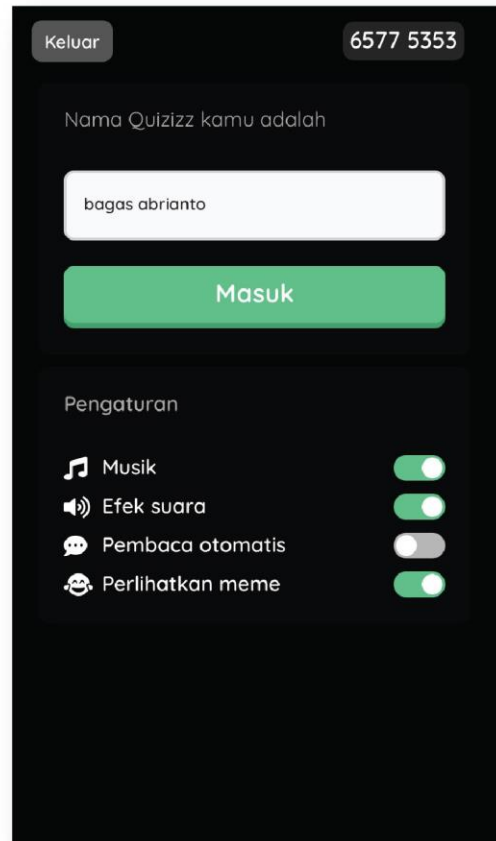 Keluar
6577 5353
Nama Quizizz kamu adalah
bagas abrianto
Masuk
Pengaturan
Musik
Efek suara
Pembaca otomatis
Perlihatkan meme